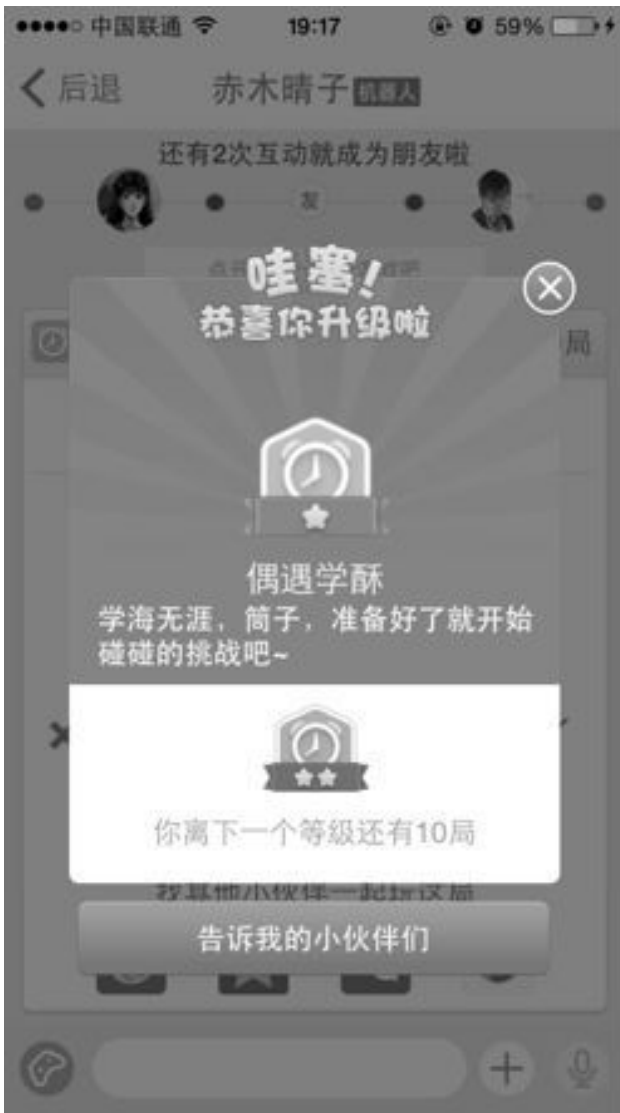 中国联通 19:17 59%
后退 赤木晴子 机器人
还有2次互动就成为朋友啦
友
哇塞!
恭喜你升级啦
局
偶遇学酥
学海无涯，筒子，准备好了就开始
碰碰的挑战吧~
你离下一个等级还有10局
找其他小伙伴一起玩这局
告诉我的小伙伴们